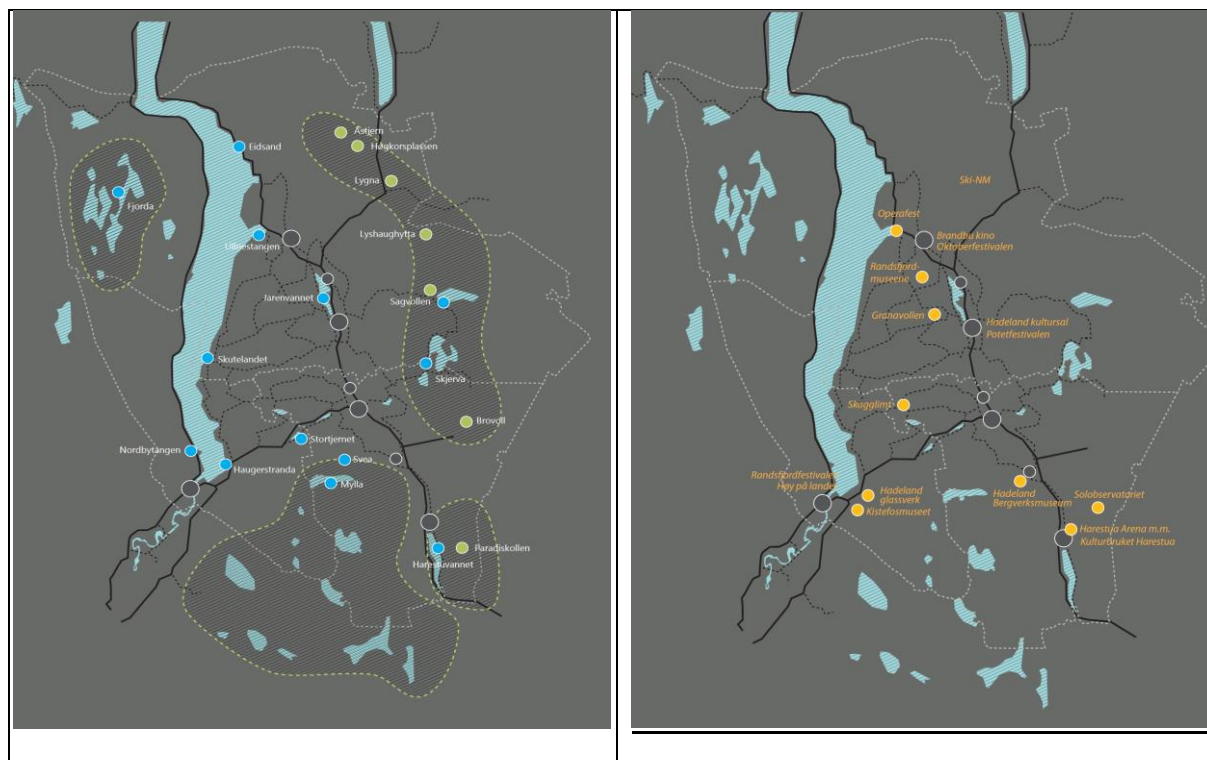 Åstjern
Eidsand
Høgkorsplassen
Lygna
Fjorda
Lyshaughytta
Jarenvannet
Sagvollen
Skutelandet
Skjerva
Brovoll
Stortjernet
Nordbytangen
Svea
Haugerstranda
Mylla
Paradiskollen
Harestuvannet
Ski-NM
Operafest
Brandbu kino
Oktoberfestivalen
Randsfjord-
museene
Granavollen
Hadeland kultursal
Potetfestivalen
Skugglimt
Randsfjordfestivalen
Høy på landet
Hadeland
glassverk
Kistefosmuseet
Hadeland
Bergverksmuseum
Solobservatoriet
Harestua Arena m.m.
Kulturbruket Harestua